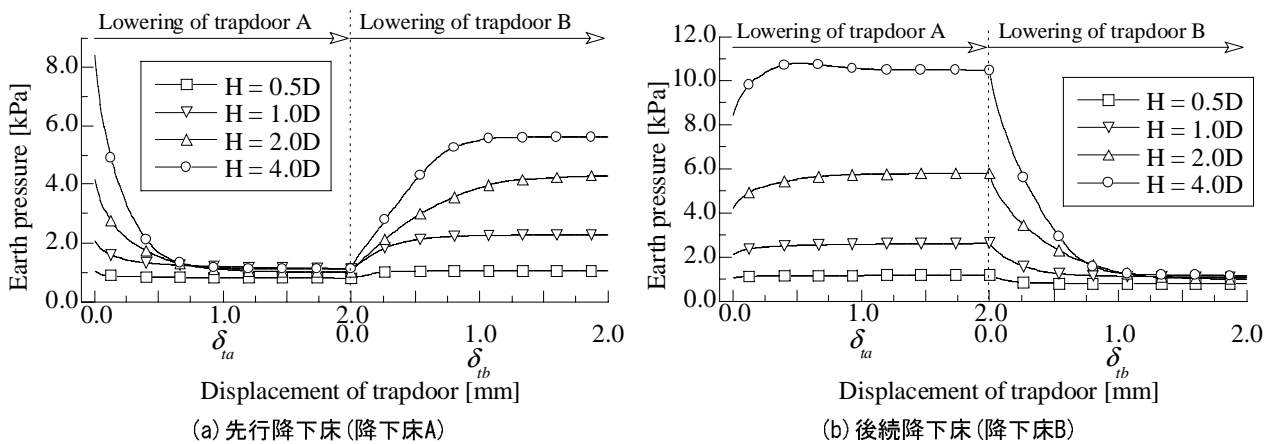 Lowering of trapdoor A
Lowering of trapdoor B
Earth pressure [kPa]
8.0
6.0
4.0
2.0
0.0
H = 0.5D
H = 1.0D
H = 2.0D
H = 4.0D
0.0 1.0 2.0
0.0 1.0 2.0
δta
δtb
Displacement of trapdoor [mm]
(a) 先行降下床 (降下床A)
Lowering of trapdoor A
Lowering of trapdoor B
Earth pressure [kPa]
12.0
10.0
8.0
6.0
4.0
2.0
0.0
H = 0.5D
H = 1.0D
H = 2.0D
H = 4.0D
0.0 1.0 2.0
0.0 1.0 2.0
δta
δtb
Displacement of trapdoor [mm]
(b) 後続降下床 (降下床B)